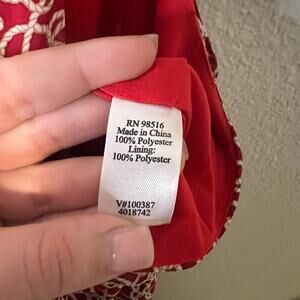 RN 98516
Made in China
100% Polyester
Lining:
100% Polyester
V#100387
4018742